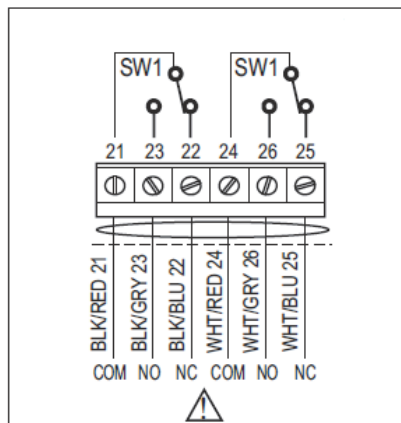 SW1 SW1
21 23 22 24 26 25
BLK/RED 21
BLK/GRY 23
BLK/BLU 22
WHT/RED 24
WHT/GRY 26
WHT/BLU 25
COM NO NC COM NO NC
!